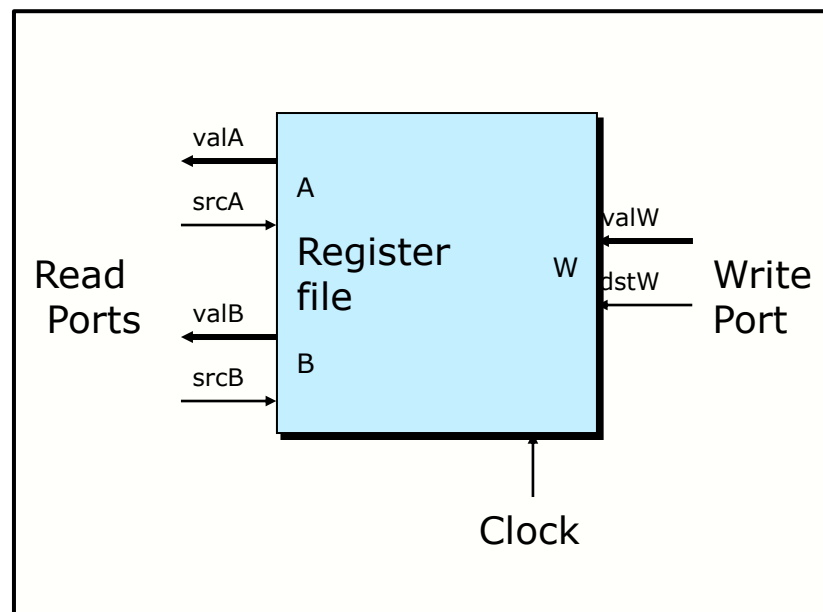 valA
A
srcA
Register
file
valB
B
srcB
Read
Ports
valW
W
dstW
Write
Port
Clock